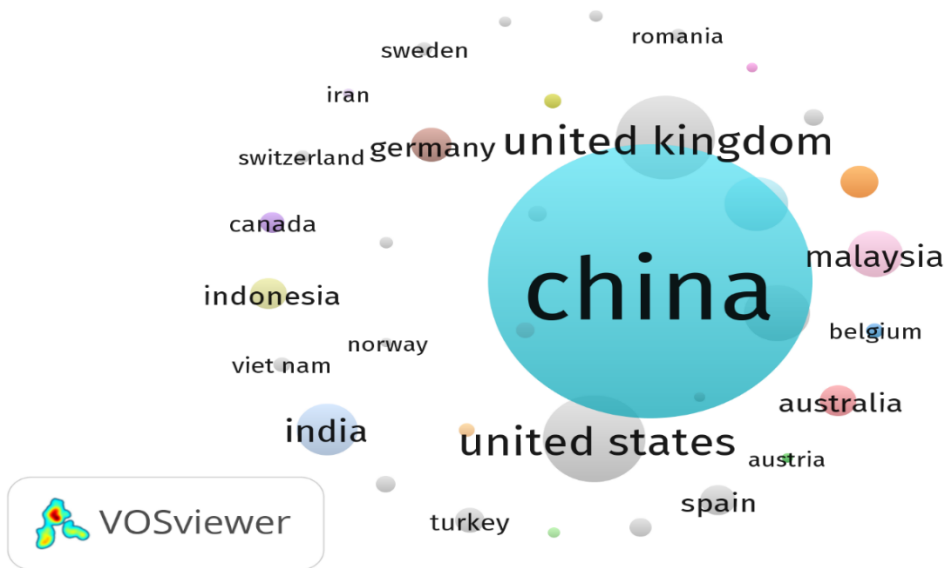 romania
sweden
iran
united kingdom
germany
switzerland
canada
malaysia
china
indonesia
belgium
norway
viet nam
australia
india
united states
austria
spain
turkey
VOSviewer